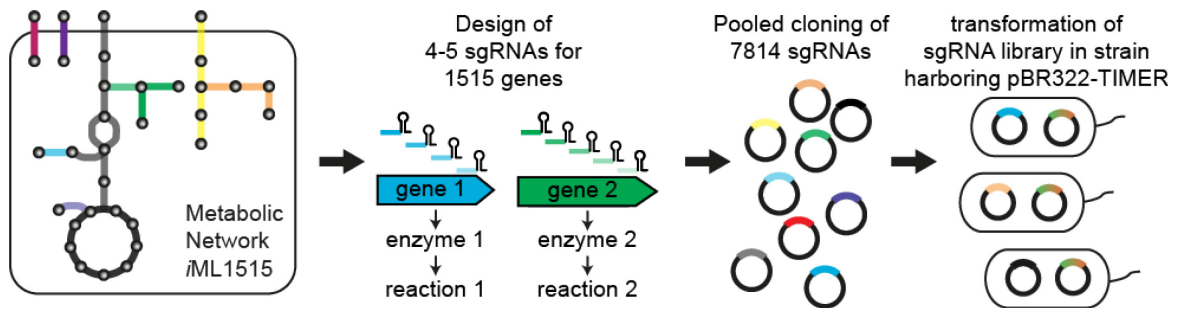 Metabolic
Network
iML1515
Design of
4-5 sgRNAs for
1515 genes
gene 1
gene 2
enzyme 1
enzyme 2
reaction 1
reaction 2
Pooled cloning of
7814 sgRNAs
transformation of
sgRNA library in strain
harboring pBR322-TIMER